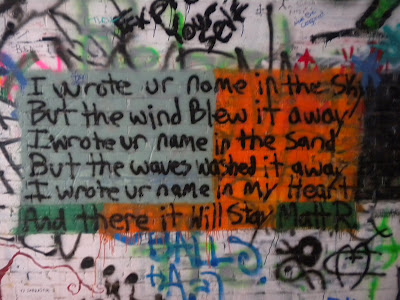 I wrote ur name in the Sky
But the wind Blew it away
I wrote ur name in the Sand
But the waves washed it away
I wrote ur name in my Heart
And there it Will Stay Matt.R